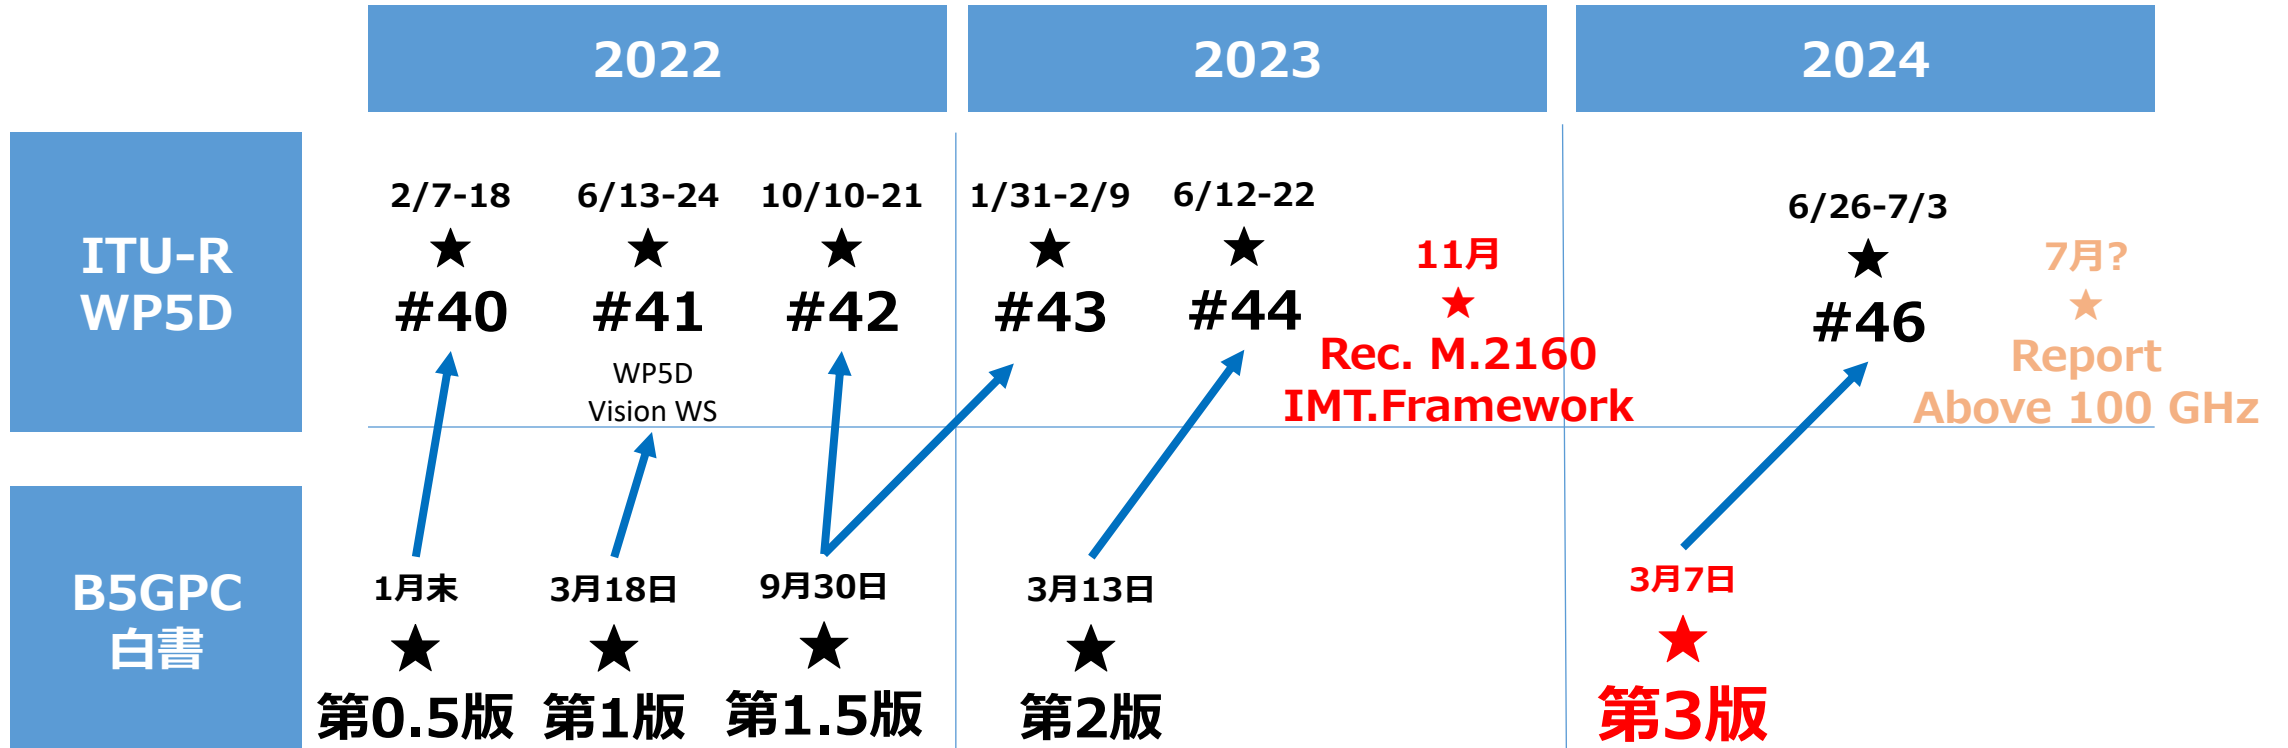 2022
2023
2024
ITU-R
WP5D
2/7-18
★
#40
6/13-24
★
#41
WP5D
Vision WS
10/10-21
★
#42
1/31-2/9
★
#43
6/12-22
★
#44
11月
★
Rec. M.2160
IMT.Framework
6/26-7/3
★
#46
7月?
★
Report
Above 100 GHz
B5GPC
白書
1月末
★
第0.5版
3月18日
★
第1版
9月30日
★
第1.5版
3月13日
★
第2版
3月7日
★
第3版